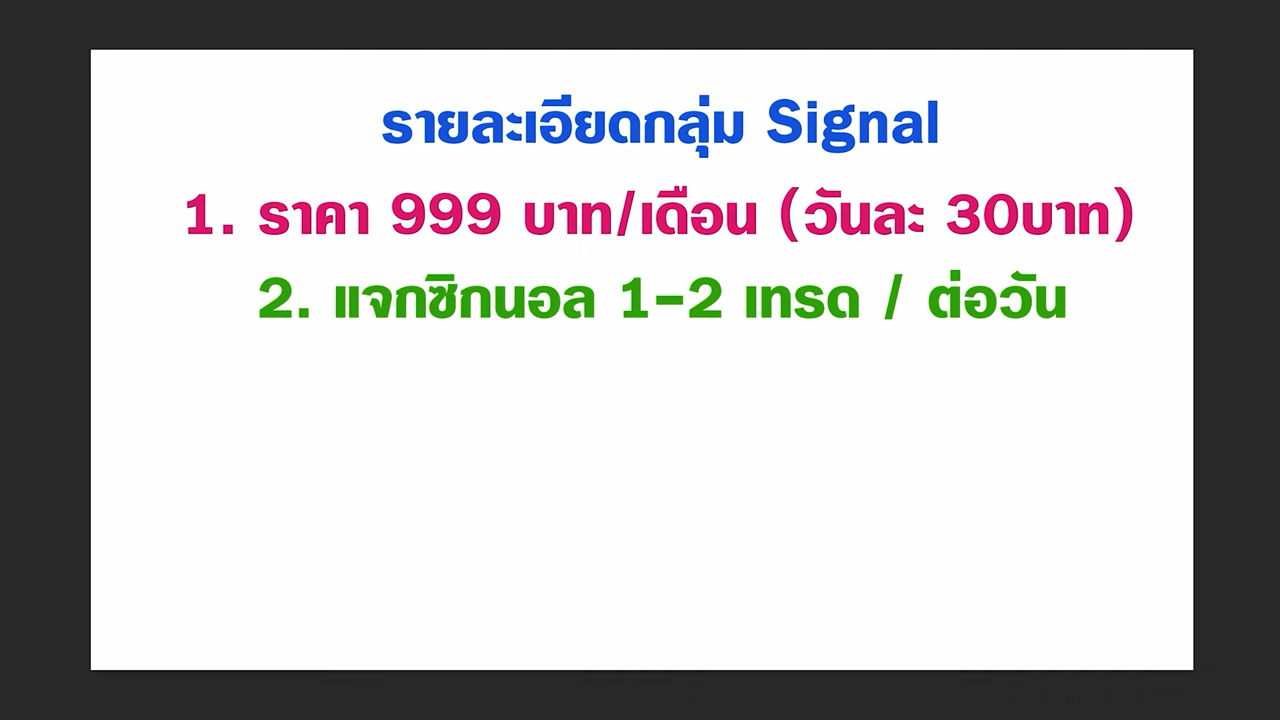 รายละเอียดกลุ่ม Signal
1. ราคา 999 บาท/เดือน (วันละ 30บาท)
2. แจกซิกนอล 1-2 เทรด / ต่อวัน